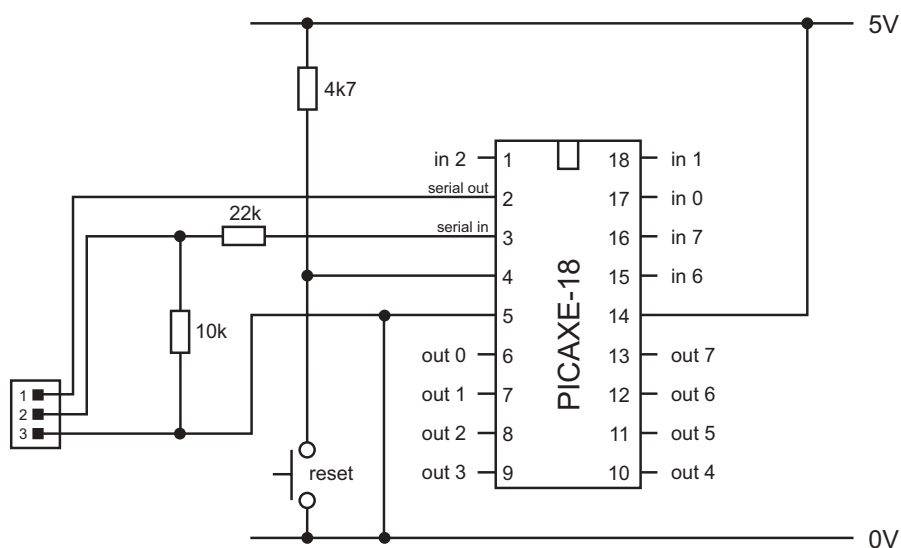 5V
4k7
in 2
1
18
in 1
serial out
2
17
in 0
22k
serial in
3
16
in 7
4
15
in 6
PICAXE-18
10k
5
14
out 0
6
13
out 7
1
out 1
7
12
out 6
2
3
out 2
8
11
out 5
reset
out 3
9
10
out 4
0V